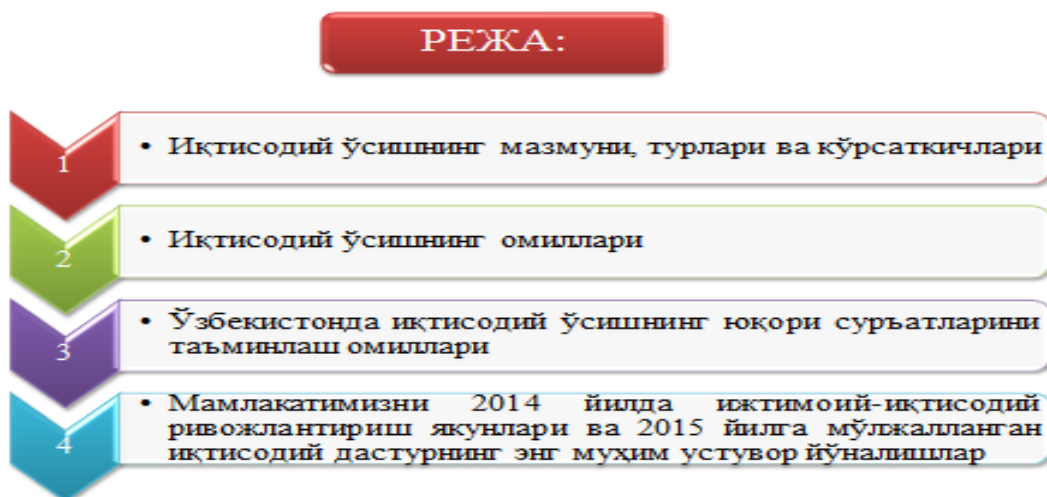 РЕЖА:
1
• Иқтисодий ўсишнинг мазмуни, турлари ва кўрсаткичлари
2
• Иқтисодий ўсишнинг омиллари
3
• Ўзбекистонда иқтисодий ўсишнинг юқори суръатларини
таъминлаш омиллари
4
• Мамлакатимизни 2014 йилда ижтимоий-иқтисодий
ривожлантириш якунлари ва 2015 йилга мўлжалланган
иқтисодий дастурнинг энг муҳим устувор йўналишлар